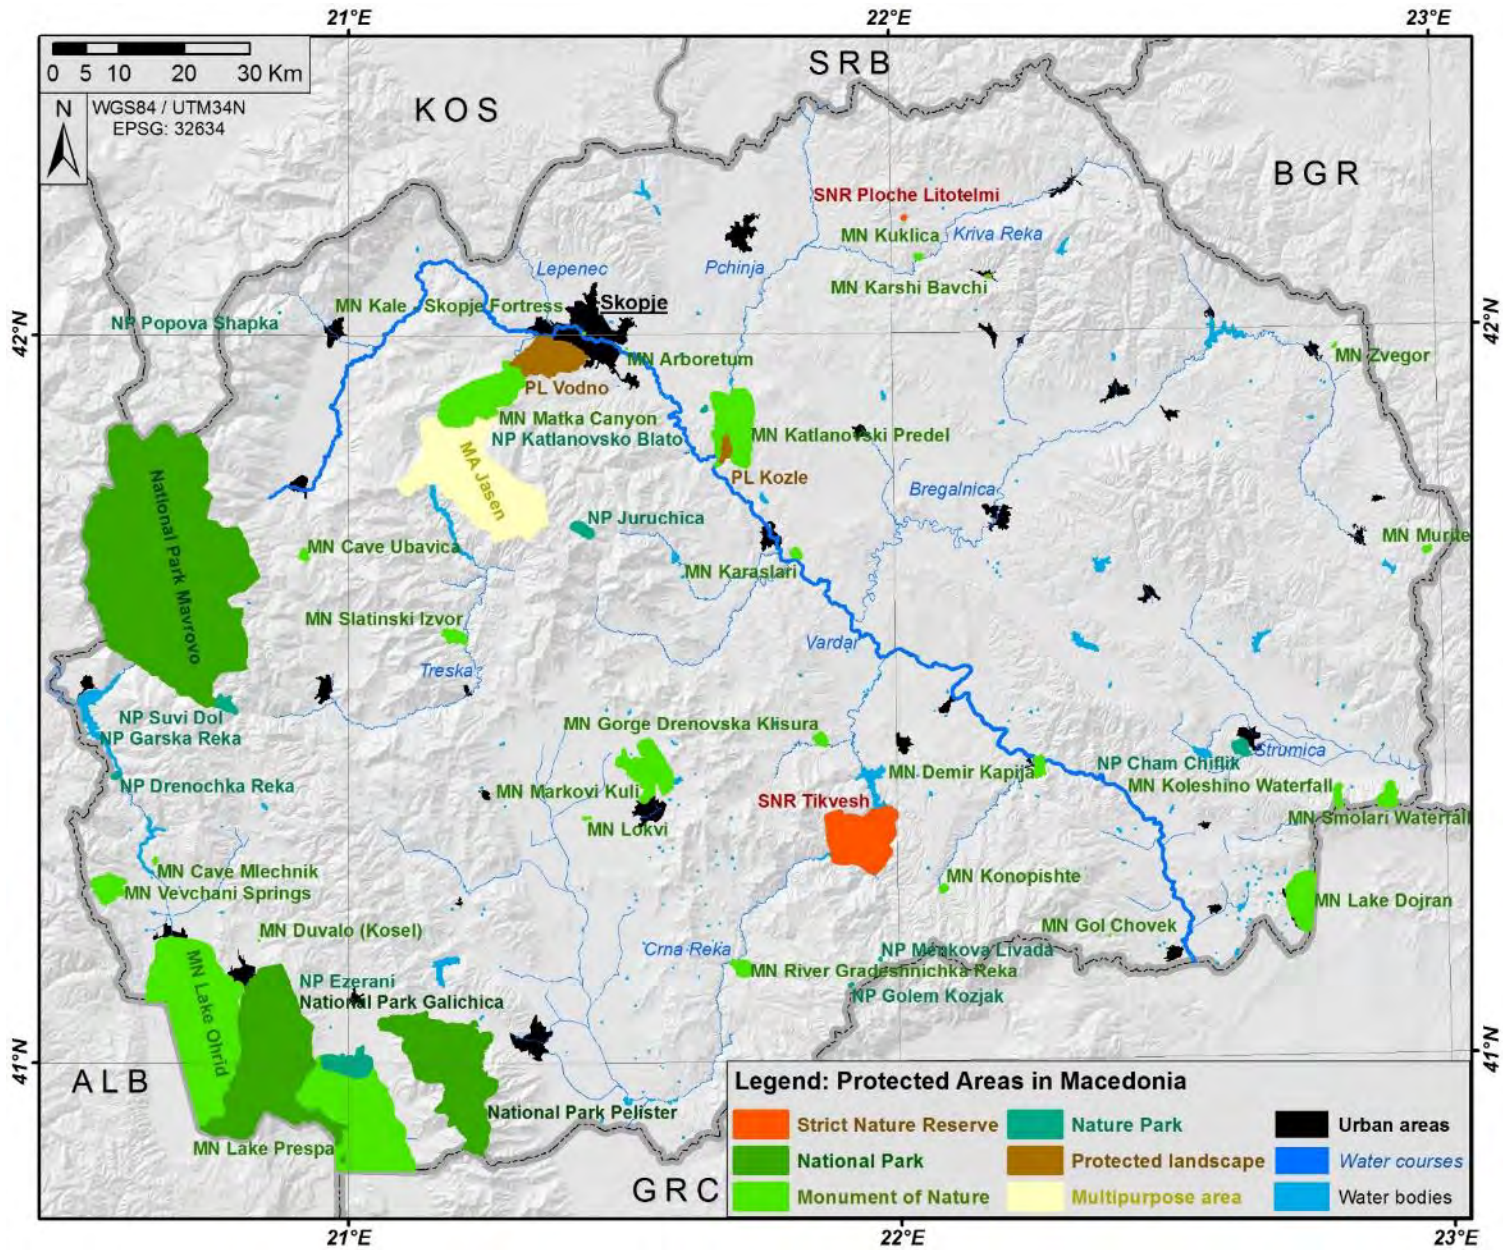 21°E
22°E
23°E
0 5 10 20 30 Km
N
WGS84 / UTM34N
EPSG: 32634
KOS
SRB
BGR
SNR Ploche Litotelmi
MN Kuklica
Kriva Reka
Lepenec
Pchinja
MN Karshi Bavchi
MN Kale - Skopje Fortress
Skopje
NP Popova Shapka
42°N
42°N
MN Arboretum
MN Zvegor
PL Vodno
MN Matka Canyon
NP Katlanovsko Blato
MN Katlanovski Predel
MA Jasen
PL Kozle
National Park Mavrovo
Bregalnica
NP Juruchica
MN Murite
MN Cave Ubavica
MN Karaslari
MN Slatinski Izvor
Vardar
Treska
NP Suvi Dol
MN Gorge Drenovska Klisura
NP Garska Reka
Strumica
NP Cham Chiflik
MN Demir Kapija
NP Drenochka Reka
MN Koleshino Waterfall
MN Markovi Kuli
SNR Tikvesh
MN Smolari Waterfall
MN Lokvi
MN Cave Mlechnik
MN Konopishte
MN Vevchani Springs
MN Lake Dojran
MN Duvalo (Kosel)
MN Gol Chovek
Crna Reka
NP Menkova Livada
MN Lake Ohrid
MN River Gradeshnichka Reka
NP Ezerani
NP Golem Kozjak
National Park Galichica
41°N
41°N
ALB
National Park Pelister
MN Lake Prespa
GRC
Legend: Protected Areas in Macedonia
Strict Nature Reserve
Nature Park
Urban areas
National Park
Protected landscape
Water courses
Monument of Nature
Multipurpose area
Water bodies
21°E
22°E
23°E